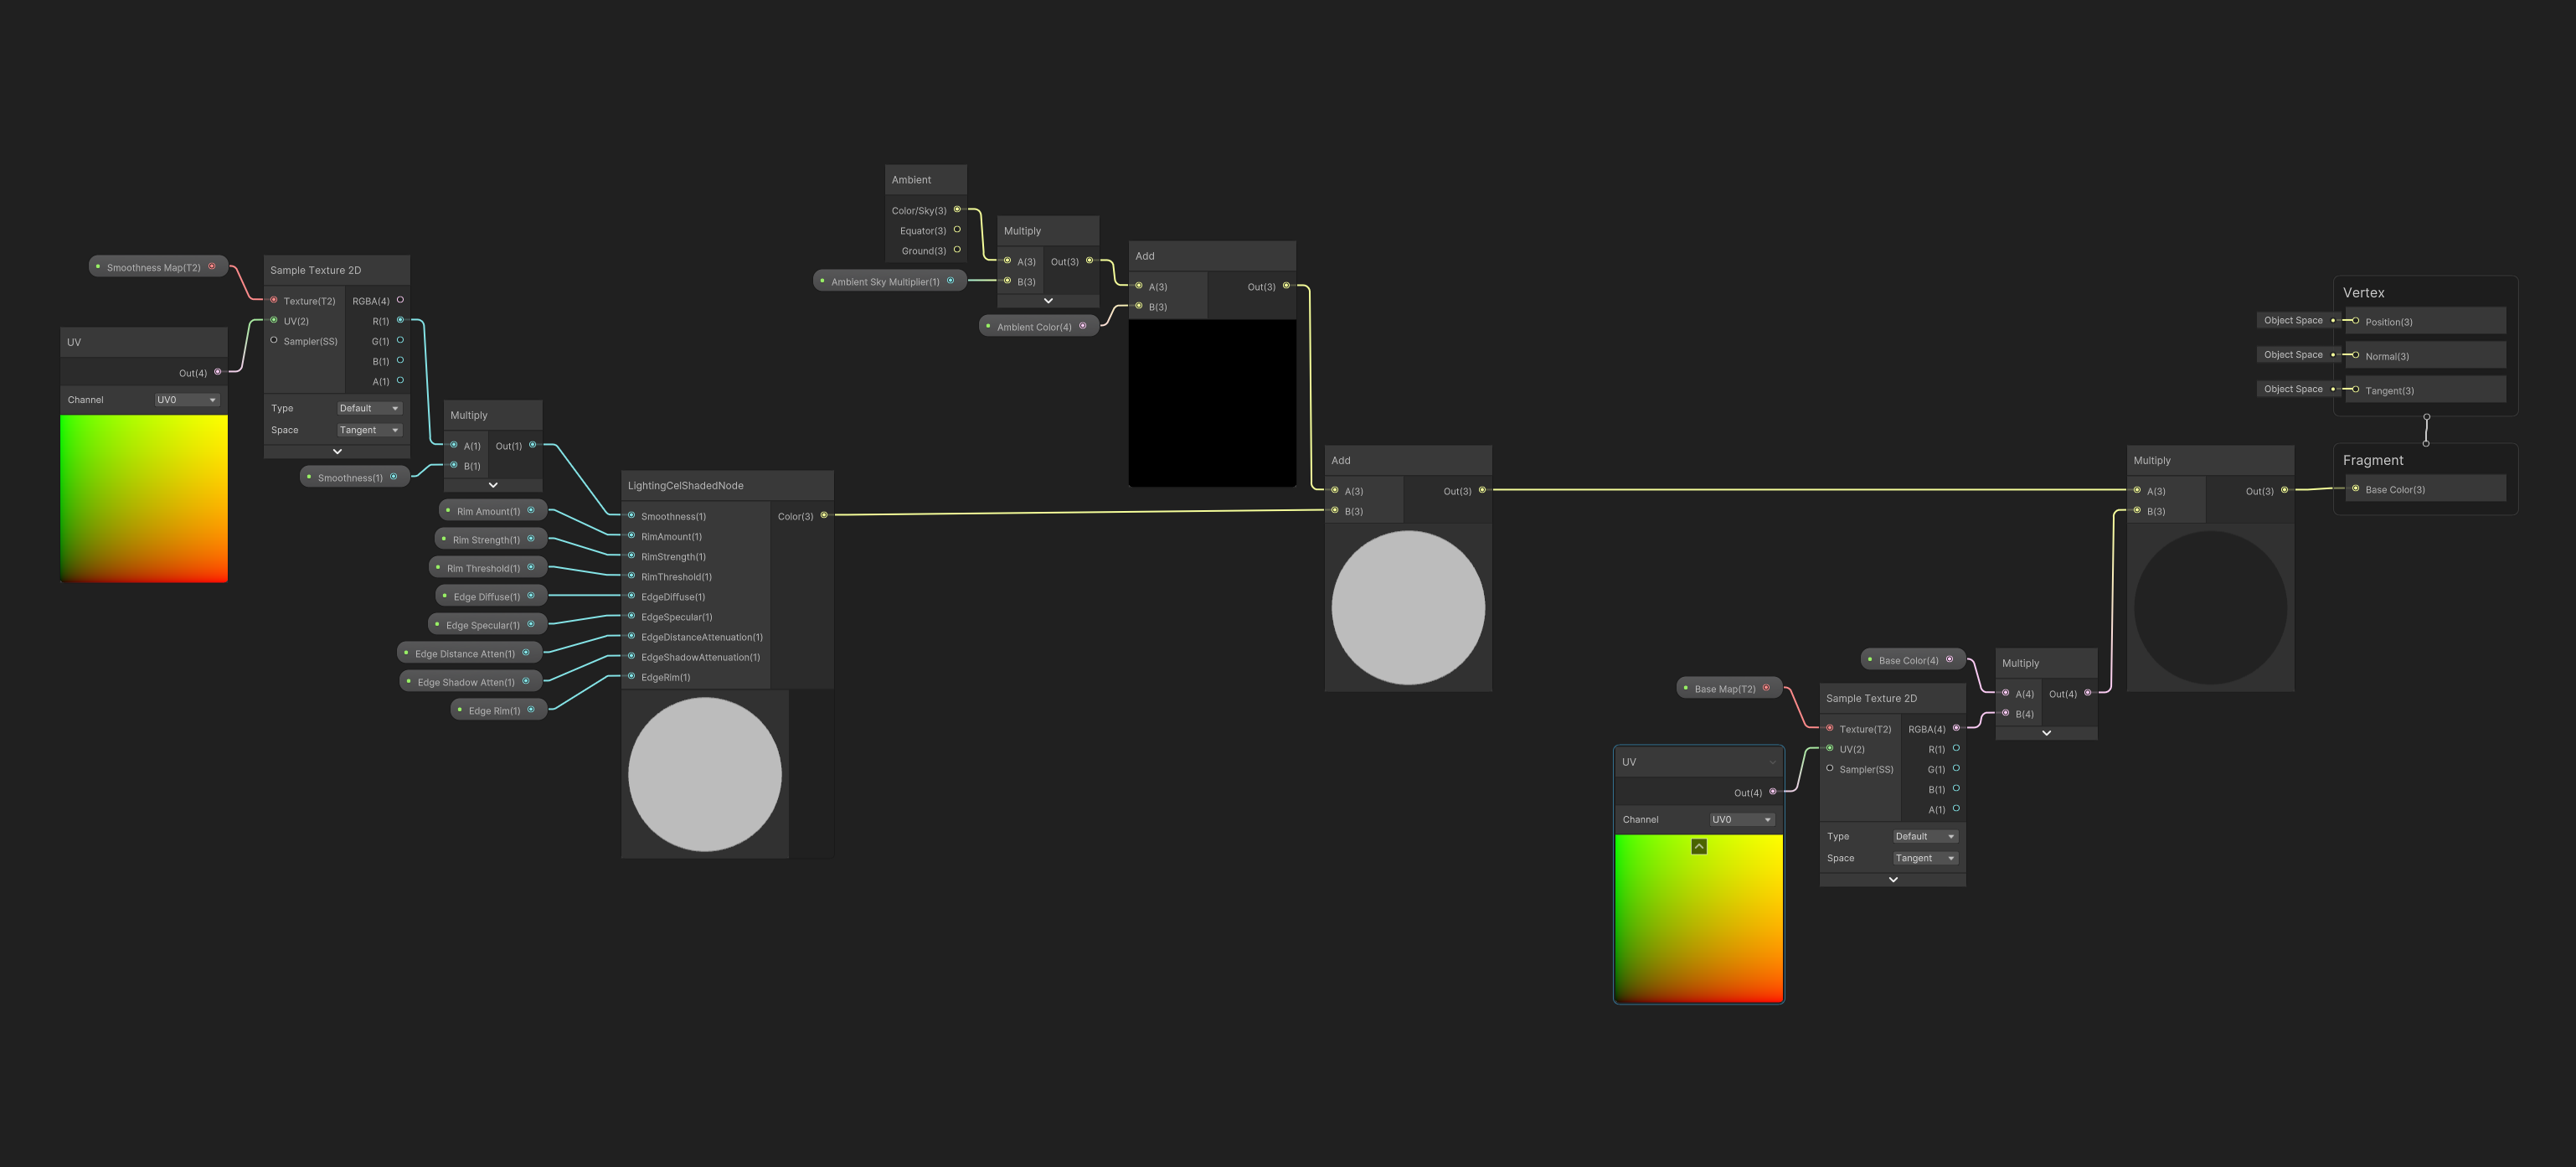 Smoothness Map(T2)
UV
Out(4)
Channel
UV0
Sample Texture 2D
Texture(T2)
RGBA(4)
UV(2)
R(1)
Sampler(SS)
G(1)
B(1)
A(1)
Type
Default
Space
Tangent
Smoothness(1)
Multiply
A(1)
Out(1)
B(1)
Rim Amount(1)
Rim Strength(1)
Rim Threshold(1)
Edge Diffuse(1)
Edge Specular(1)
Edge Distance Atten(1)
Edge Shadow Atten(1)
Edge Rim(1)
LightingCelShadedNode
Smoothness(1)
Color(3)
RimAmount(1)
RimStrength(1)
RimThreshold(1)
EdgeDiffuse(1)
EdgeSpecular(1)
EdgeDistanceAttenuation(1)
EdgeShadowAttenuation(1)
EdgeRim(1)
Ambient
Color/Sky(3)
Equator(3)
Ground(3)
Ambient Sky Multiplier(1)
Multiply
A(3)
Out(3)
B(3)
Ambient Color(4)
Add
A(3)
Out(3)
B(3)
Add
A(3)
Out(3)
B(3)
Base Map(T2)
UV
Out(4)
Channel
UV0
Sample Texture 2D
Texture(T2)
RGBA(4)
UV(2)
R(1)
Sampler(SS)
G(1)
B(1)
A(1)
Type
Default
Space
Tangent
Base Color(4)
Multiply
A(4)
Out(4)
B(4)
Multiply
A(3)
Out(3)
B(3)
Vertex
Object Space
Position(3)
Object Space
Normal(3)
Object Space
Tangent(3)
Fragment
Base Color(3)